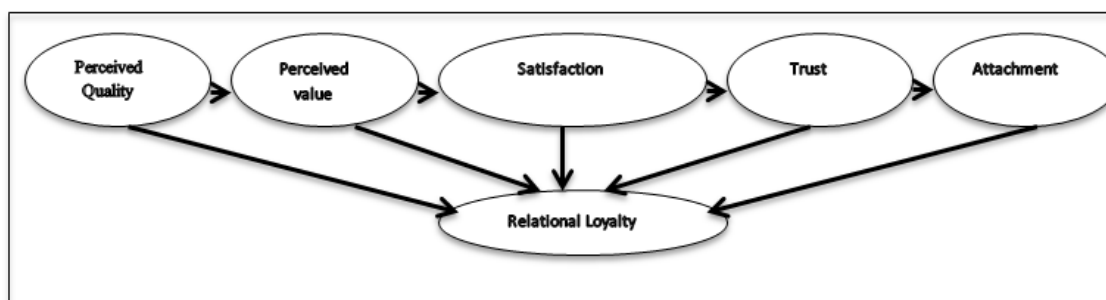 Perceived
Quality
Perceived
value
Satisfaction
Trust
Attachment
Relational Loyalty